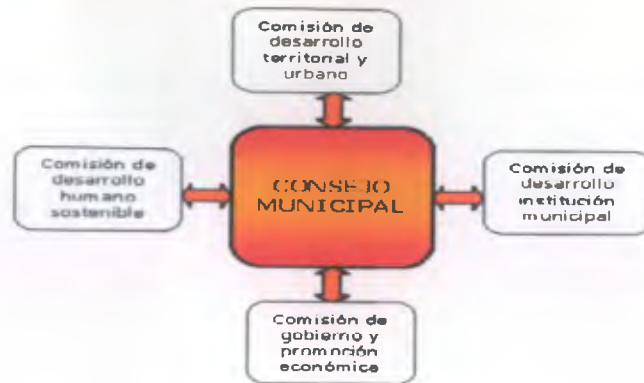 Comisión de
desarrollo
territorial y
urbano
Comisión de
desarrollo
humano
sostenible
CONSEJO
MUNICIPAL
Comisión de
desarrollo
institución
municipal
Comisión de
gobierno y
promoción
económica